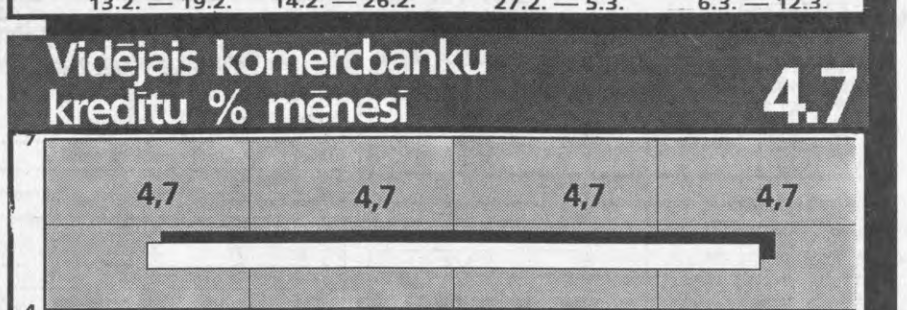 13.2. — 19.2. 14.2. — 26.2. 27.2. — 5.3. 6.3. — 12.3.
Vidējais komercbanku
kredītu % mēnesī
4.7
7
4,7 4,7 4,7 4,7
4